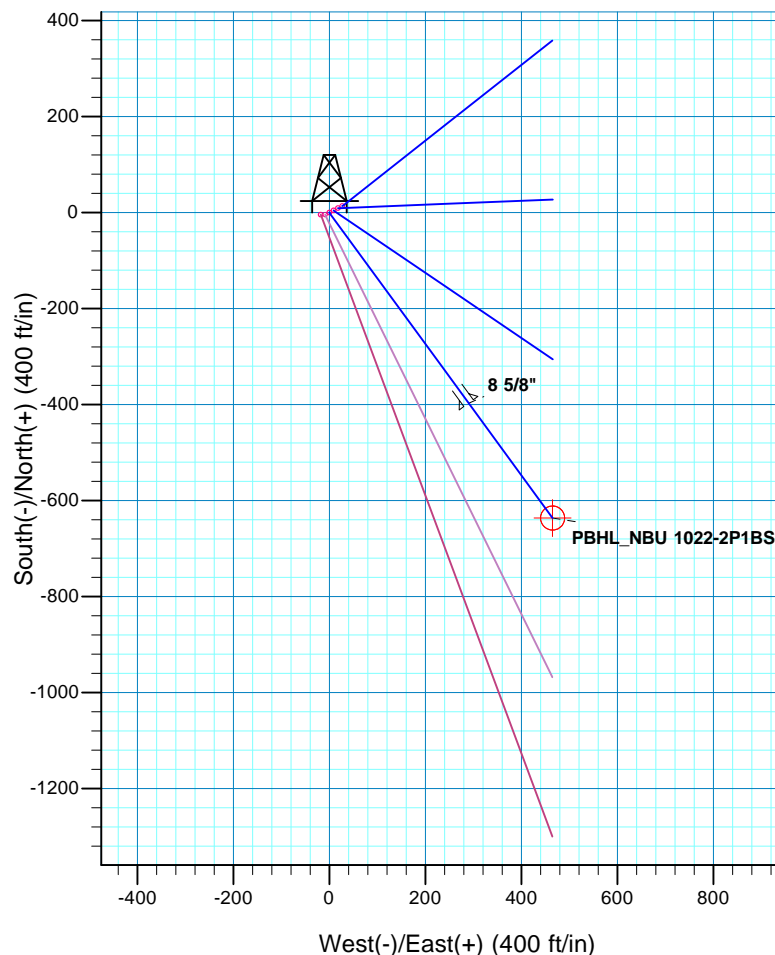 South(-)/North(+) (400 ft/in)
400
200
0
-200
-400
-600
-800
-1000
-1200
8 5/8"
PBHL_NBU 1022-2P1BS
-400 -200 0 200 400 600 800
West(-)/East(+) (400 ft/in)